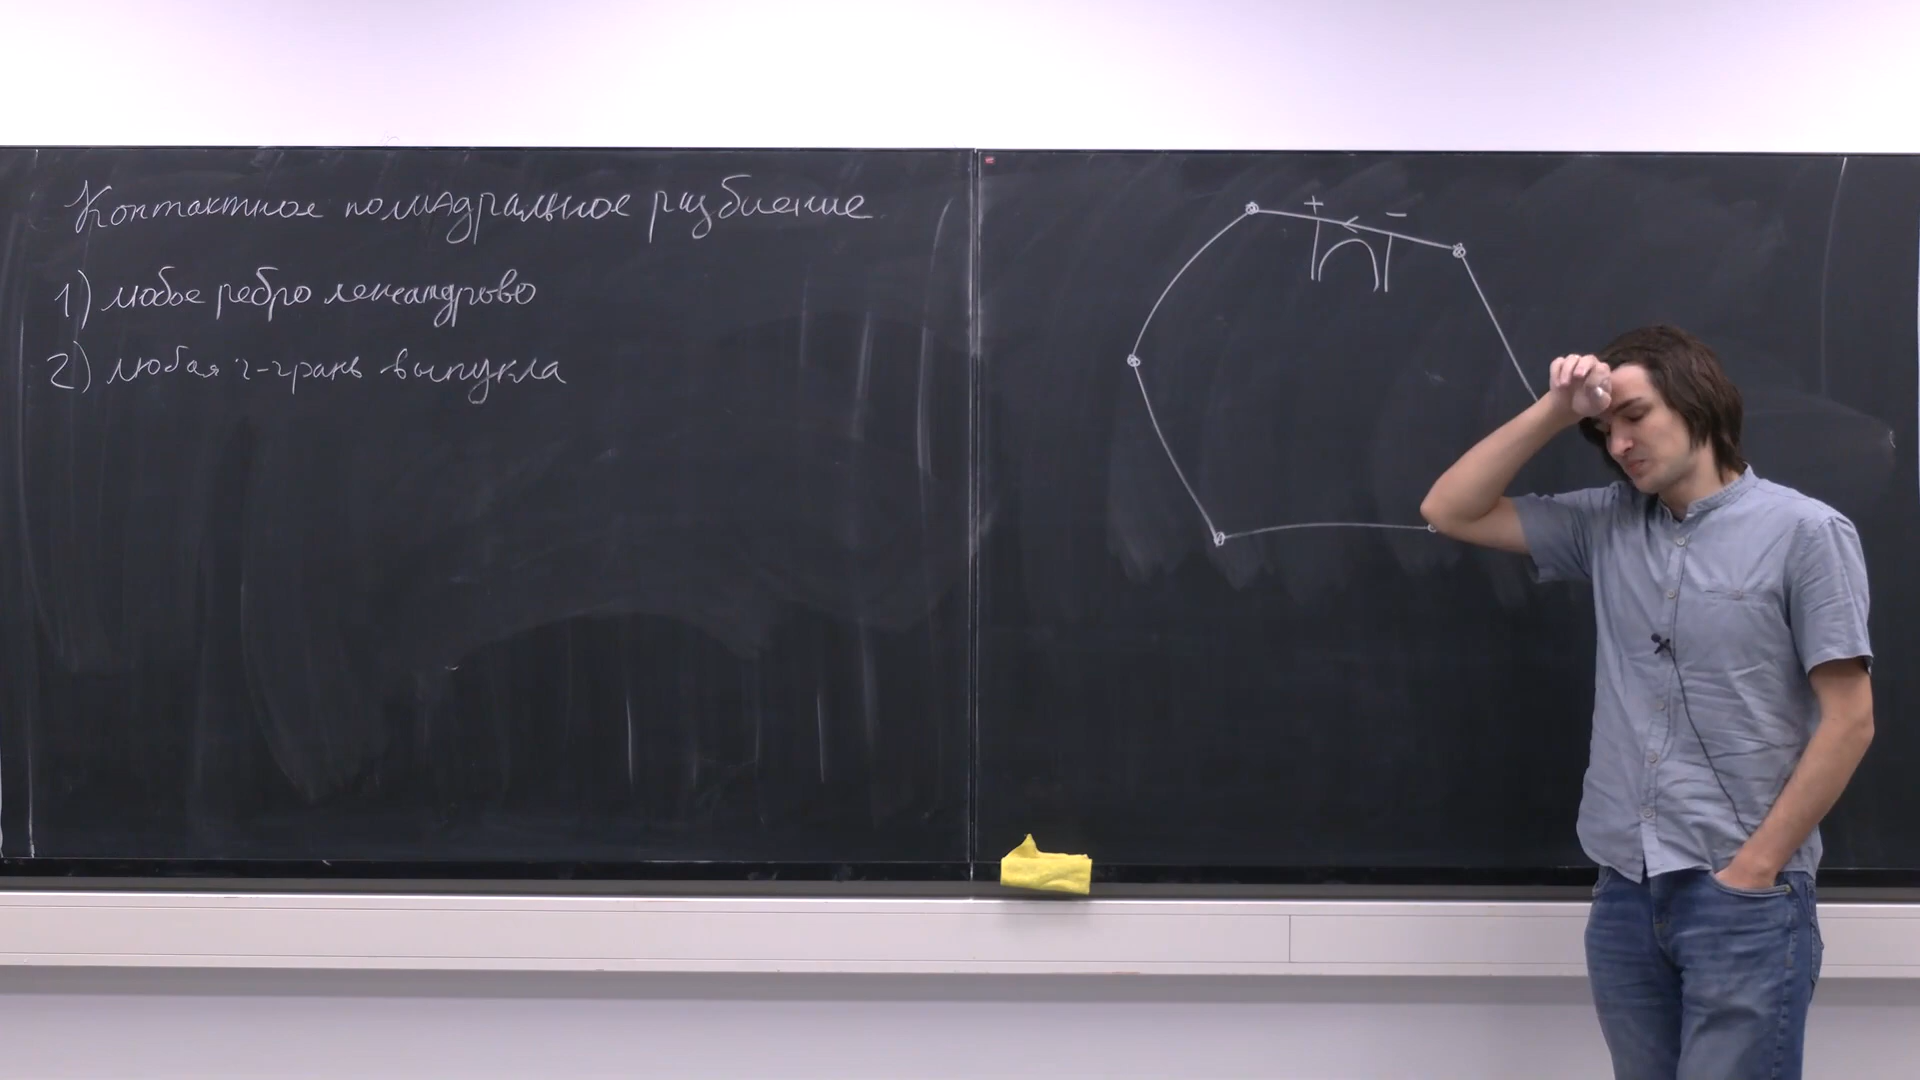 Контактное полиэдральное разбиение
1) любое ребро лежандрово
2) любая 2-грань выпукла
+ −